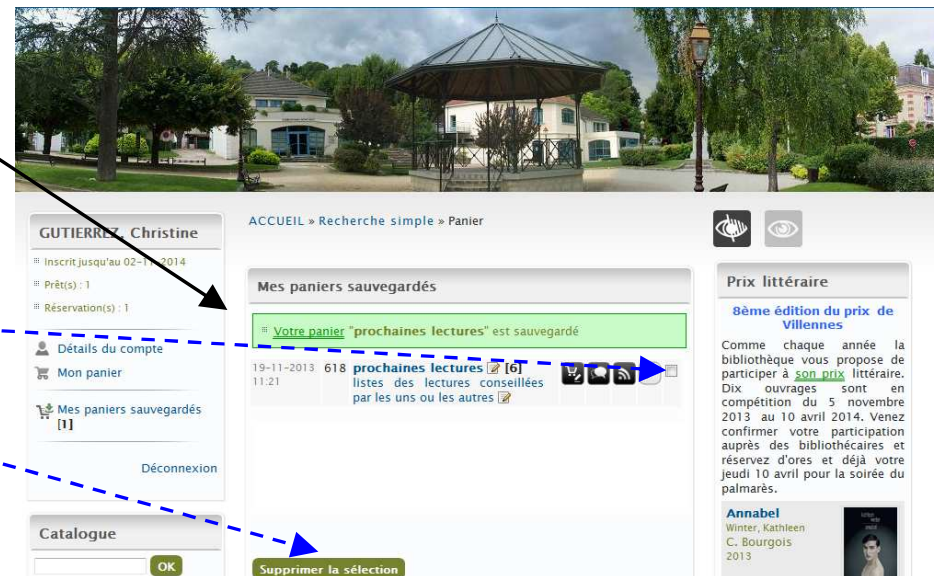 GUTIERREZ, Christine
Inscrit jusqu'au 02-11-2014
Prêt(s) : 1
Réservation(s) : 1
Détails du compte
Mon panier
Mes paniers sauvegardés
[1]
Déconnexion
Catalogue
OK
ACCUEIL » Recherche simple » Panier
Mes paniers sauvegardés
Votre panier "prochaines lectures" est sauvegardé
19-11-2013 618 prochaines lectures [6]
11:21 listes des lectures conseillées
par les uns ou les autres
Supprimer la sélection
Prix littéraire
8ème édition du prix de
Villennes
Comme chaque année la
bibliothèque vous propose de
participer à son prix littéraire.
Dix ouvrages sont en
compétition du 5 novembre
2013 au 10 avril 2014. Venez
confirmer votre participation
auprès des bibliothécaires et
réservez d'ores et déjà votre
jeudi 10 avril pour la soirée du
palmarès.
Annabel
Winter, Kathleen
C. Bourgois
2013